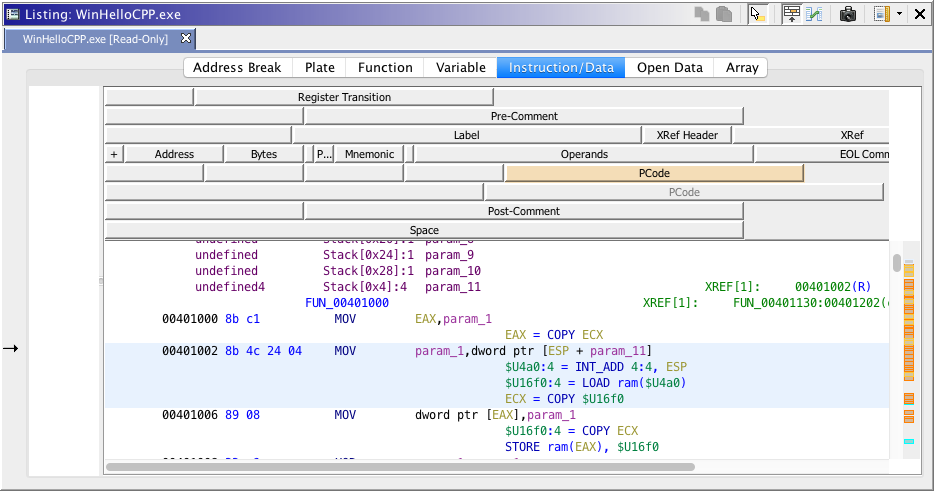 Listing: WinHelloCPP.exe
WinHelloCPP.exe [Read-Only]
Address Break Plate Function Variable Instruction/Data Open Data Array
Register Transition
Pre-Comment
Label XRef Header XRef
+ Address Bytes P... Mnemonic Operands EOL Comm
PCode
PCode
Post-Comment
Space
undefined Stack[0x20]:1 param_8
undefined Stack[0x24]:1 param_9
undefined Stack[0x28]:1 param_10
undefined4 Stack[0x4]:4 param_11 XREF[1]: 00401002(R)
FUN_00401000 XREF[1]: FUN_00401130:00401202(
00401000 8b c1 MOV EAX,param_1
EAX = COPY ECX
00401002 8b 4c 24 04 MOV param_1,dword ptr [ESP + param_11]
$U4a0:4 = INT_ADD 4:4, ESP
$U16f0:4 = LOAD ram($U4a0)
ECX = COPY $U16f0
00401006 89 08 MOV dword ptr [EAX],param_1
$U16f0:4 = COPY ECX
STORE ram(EAX), $U16f0